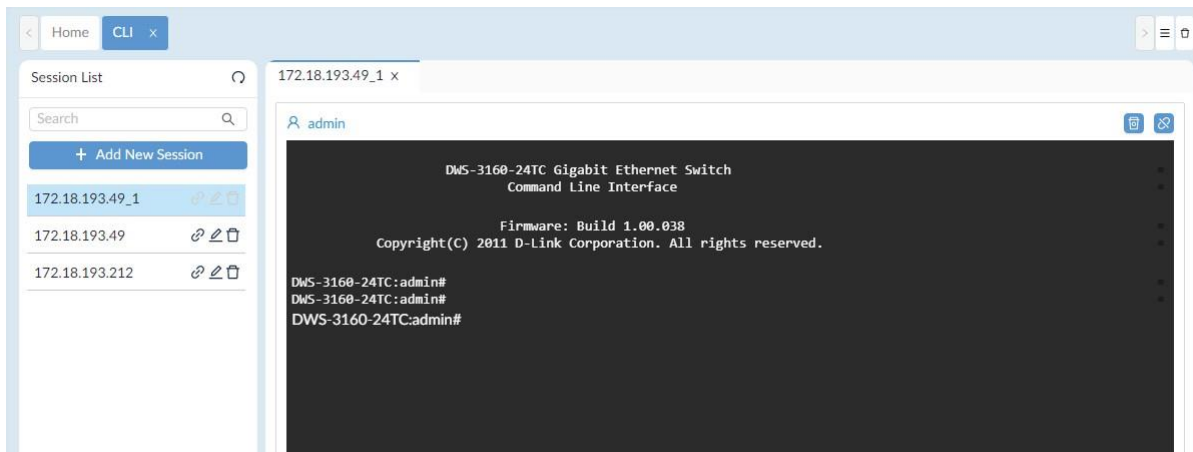 Home CLI x
Session List
Search
+ Add New Session
172.18.193.49_1
172.18.193.49
172.18.193.212
172.18.193.49_1 x
admin
DWS-3160-24TC Gigabit Ethernet Switch
Command Line Interface
Firmware: Build 1.00.038
Copyright(C) 2011 D-Link Corporation. All rights reserved.
DWS-3160-24TC:admin#
DWS-3160-24TC:admin#
DWS-3160-24TC:admin#